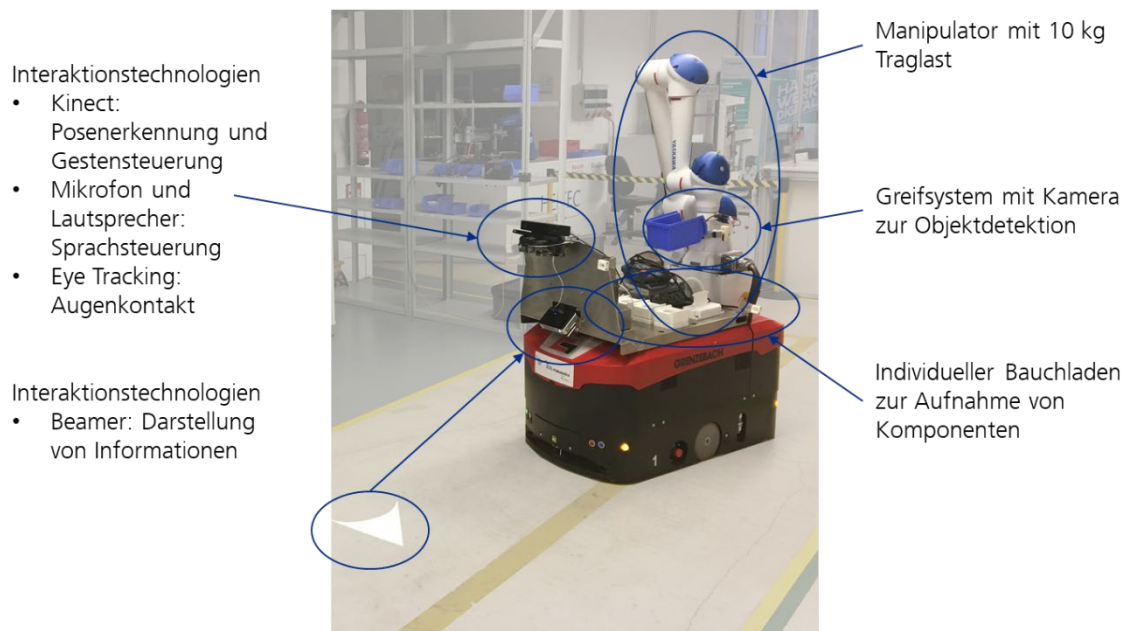 Interaktionstechnologien
• Kinect:
Posenerkennung und
Gestensteuerung
• Mikrofon und
Lautsprecher:
Sprachsteuerung
• Eye Tracking:
Augenkontakt
Interaktionstechnologien
• Beamer: Darstellung
von Informationen
Manipulator mit 10 kg
Traglast
Greifsystem mit Kamera
zur Objektdetektion
Individueller Bauchladen
zur Aufnahme von
Komponenten
YASKAWA
GRENZEBACH
1